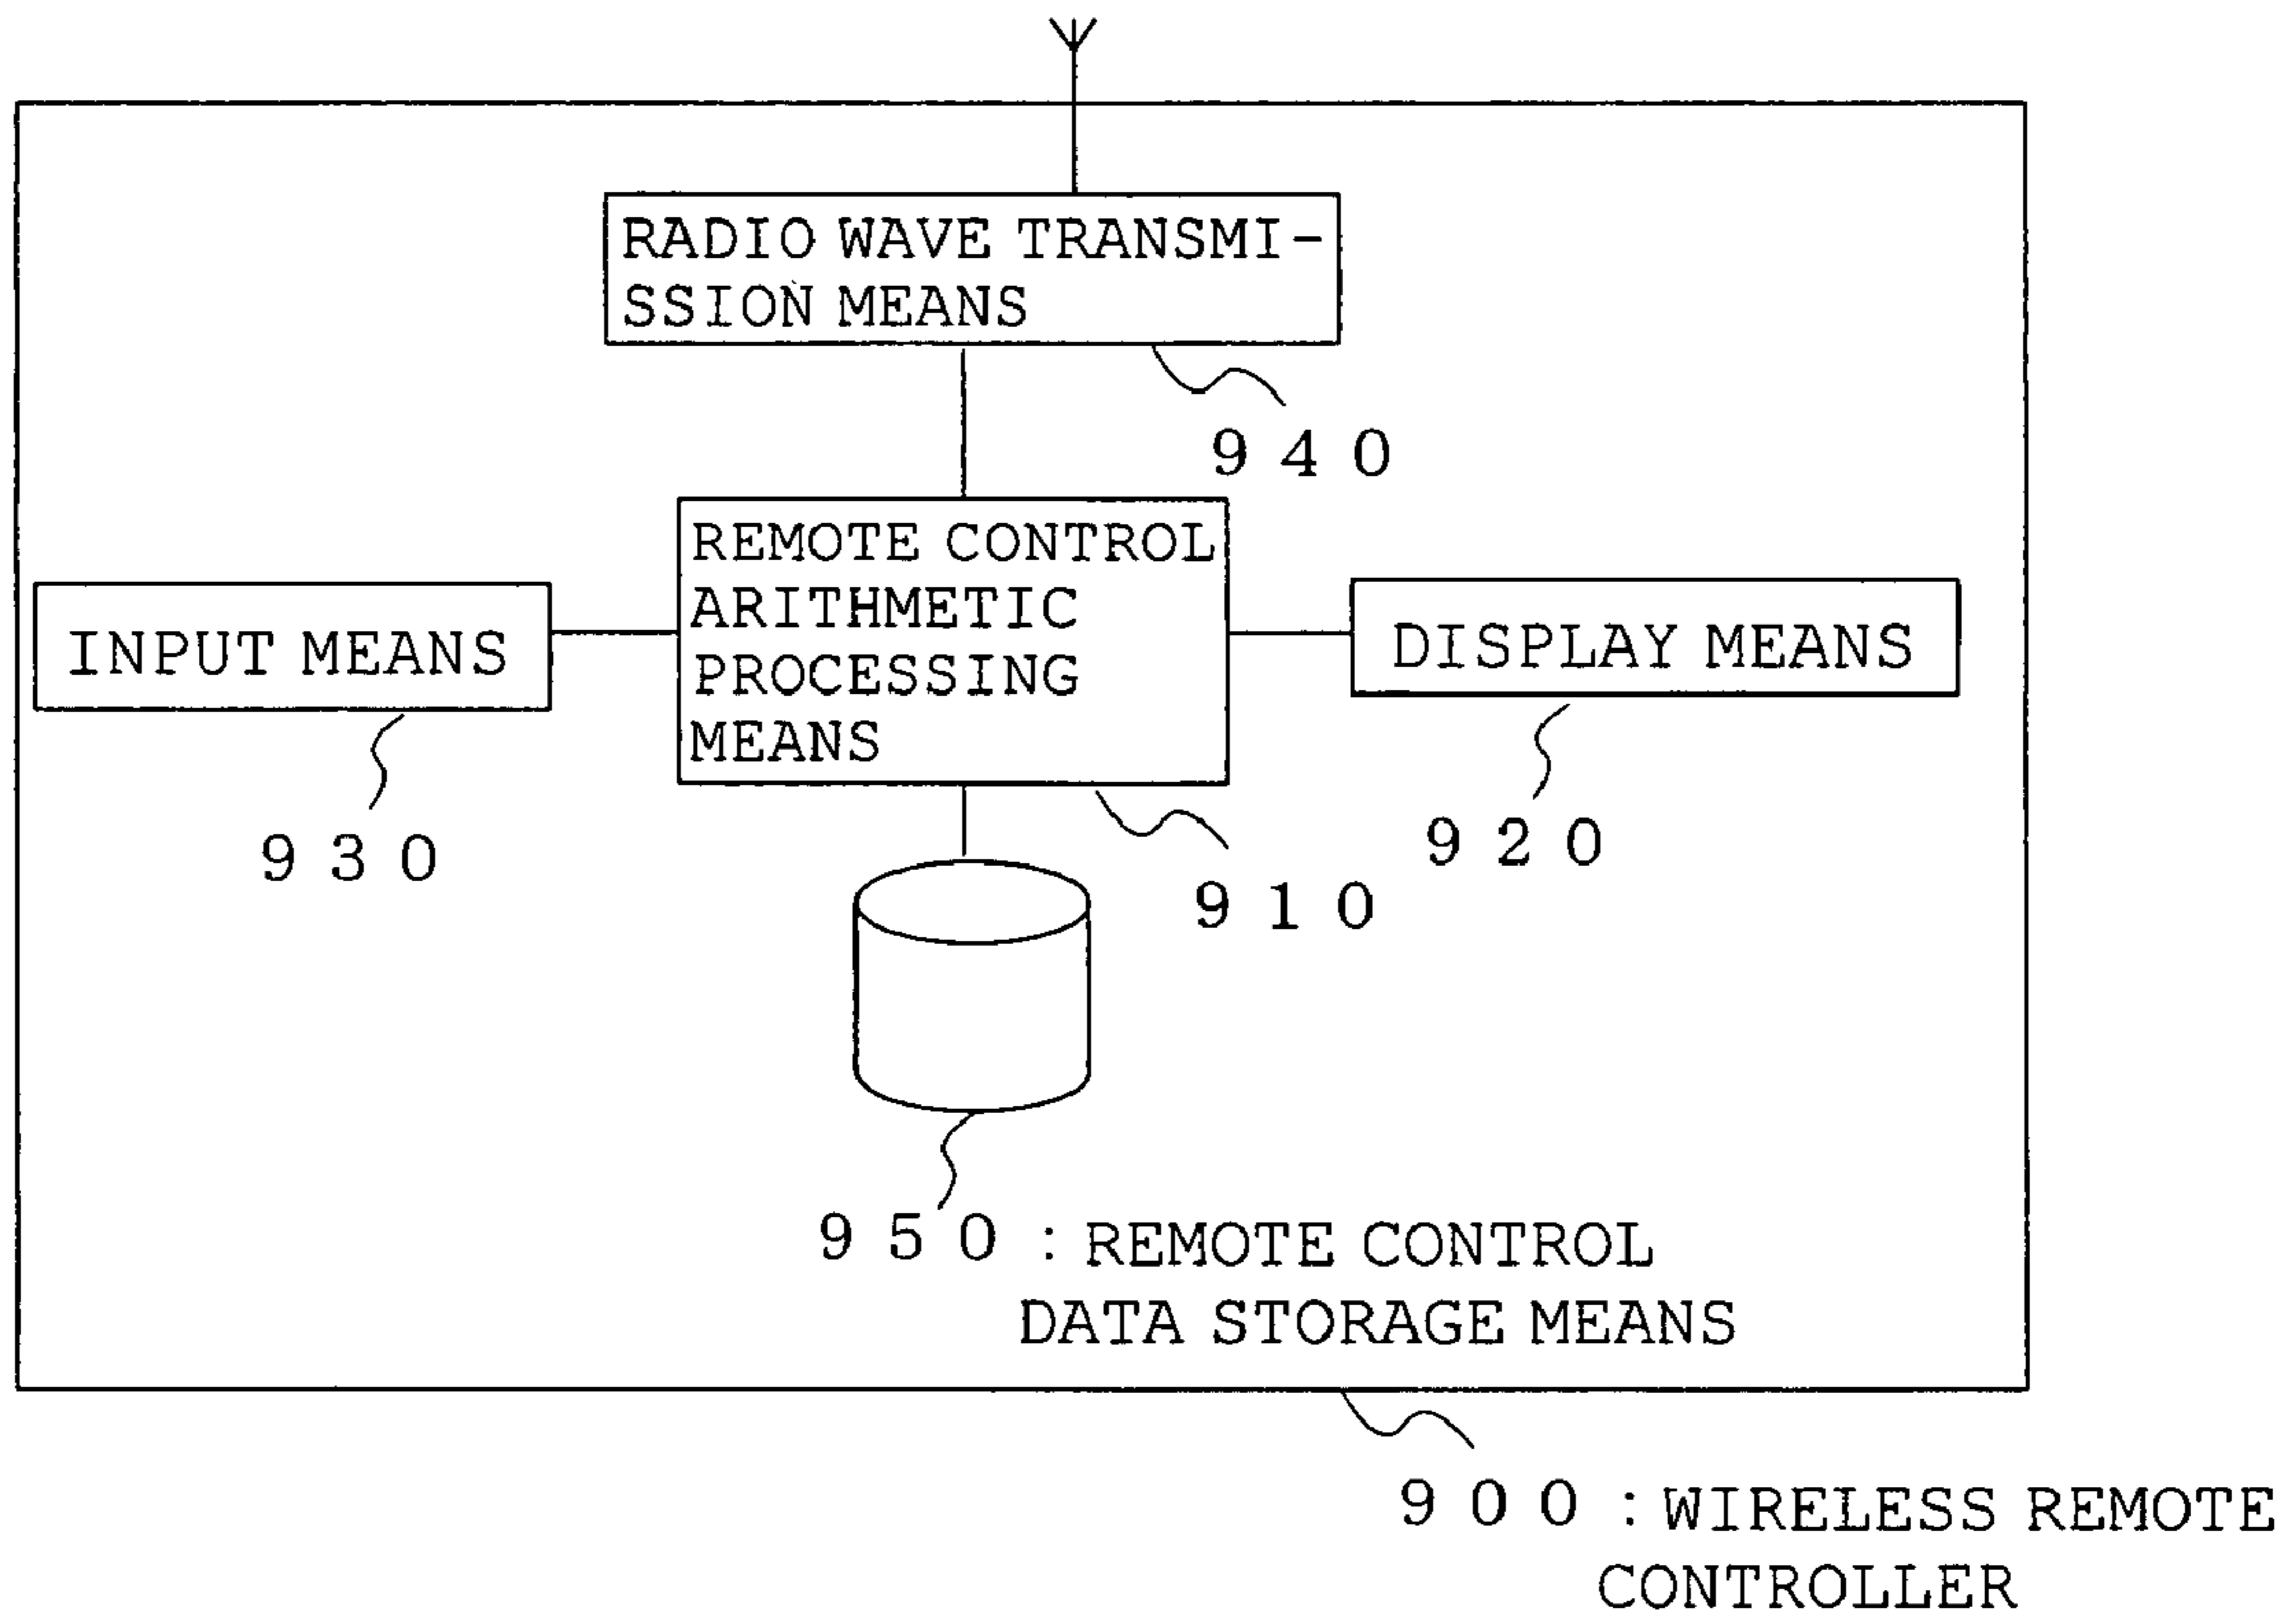 RADIO WAVE TRANSMI-
SSION MEANS
940
REMOTE CONTROL
ARITHMETIC
PROCESSING
MEANS
INPUT MEANS
DISPLAY MEANS
930
920
910
950 : REMOTE CONTROL
DATA STORAGE MEANS
900 : WIRELESS REMOTE
CONTROLLER